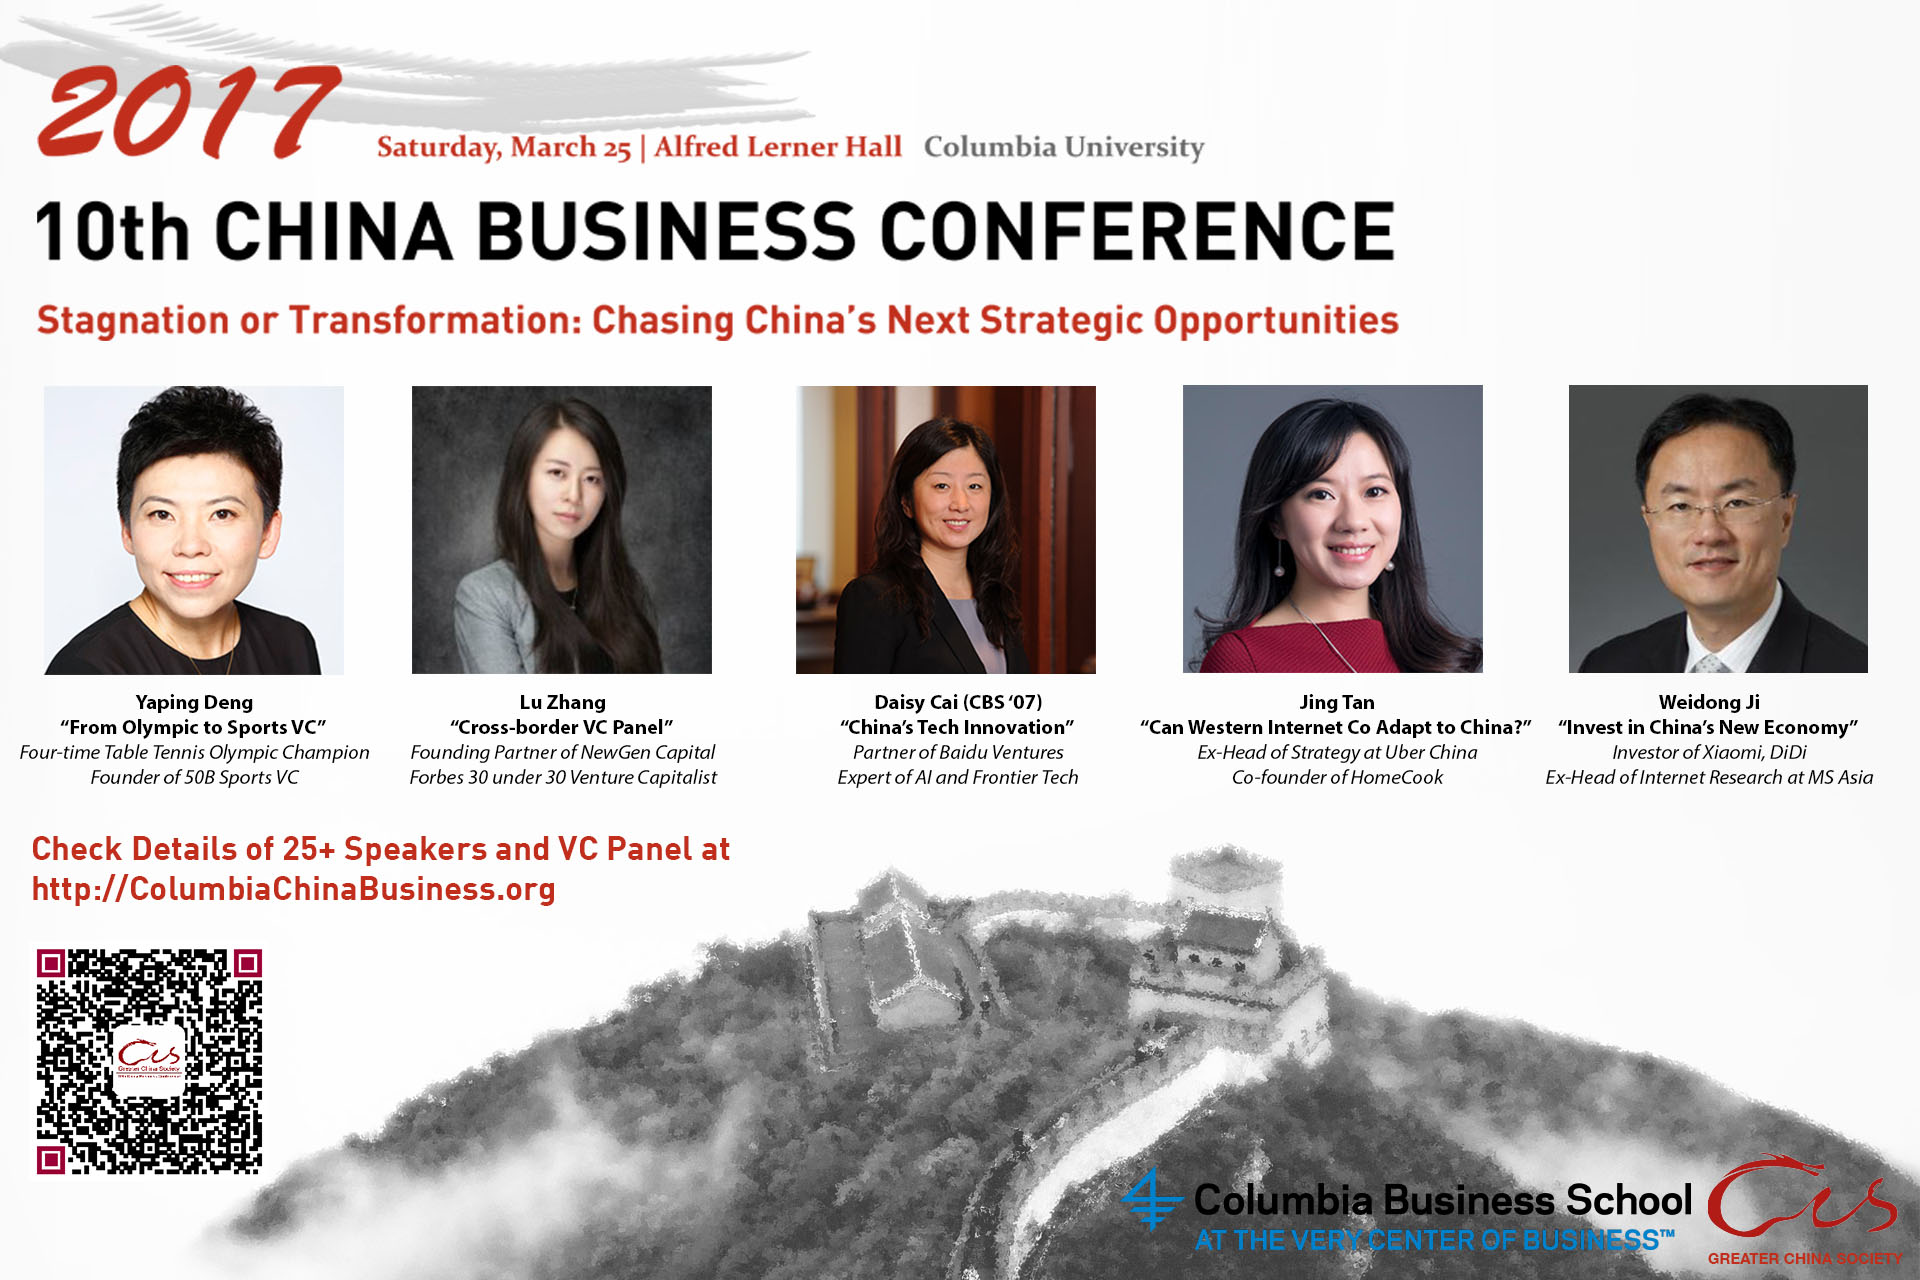 2017
Saturday, March 25 | Alfred Lerner Hall Columbia University
10th CHINA BUSINESS CONFERENCE
Stagnation or Transformation: Chasing China's Next Strategic Opportunities
Yaping Deng
“From Olympic to Sports VC”
Four-time Table Tennis Olympic Champion
Founder of 50B Sports VC
Lu Zhang
“Cross-border VC Panel”
Founding Partner of NewGen Capital
Forbes 30 under 30 Venture Capitalist
Daisy Cai (CBS ‘07)
“China’s Tech Innovation”
Partner of Baidu Ventures
Expert of AI and Frontier Tech
Jing Tan
“Can Western Internet Co Adapt to China?”
Ex-Head of Strategy at Uber China
Co-founder of HomeCook
Weidong Ji
“Invest in China’s New Economy”
Investor of Xiaomi, DiDi
Ex-Head of Internet Research at MS Asia
Check Details of 25+ Speakers and VC Panel at
http://ColumbiaChinaBusiness.org
Greater China Society
Columbia Business School
AT THE VERY CENTER OF BUSINESS™
GREATER CHINA SOCIETY